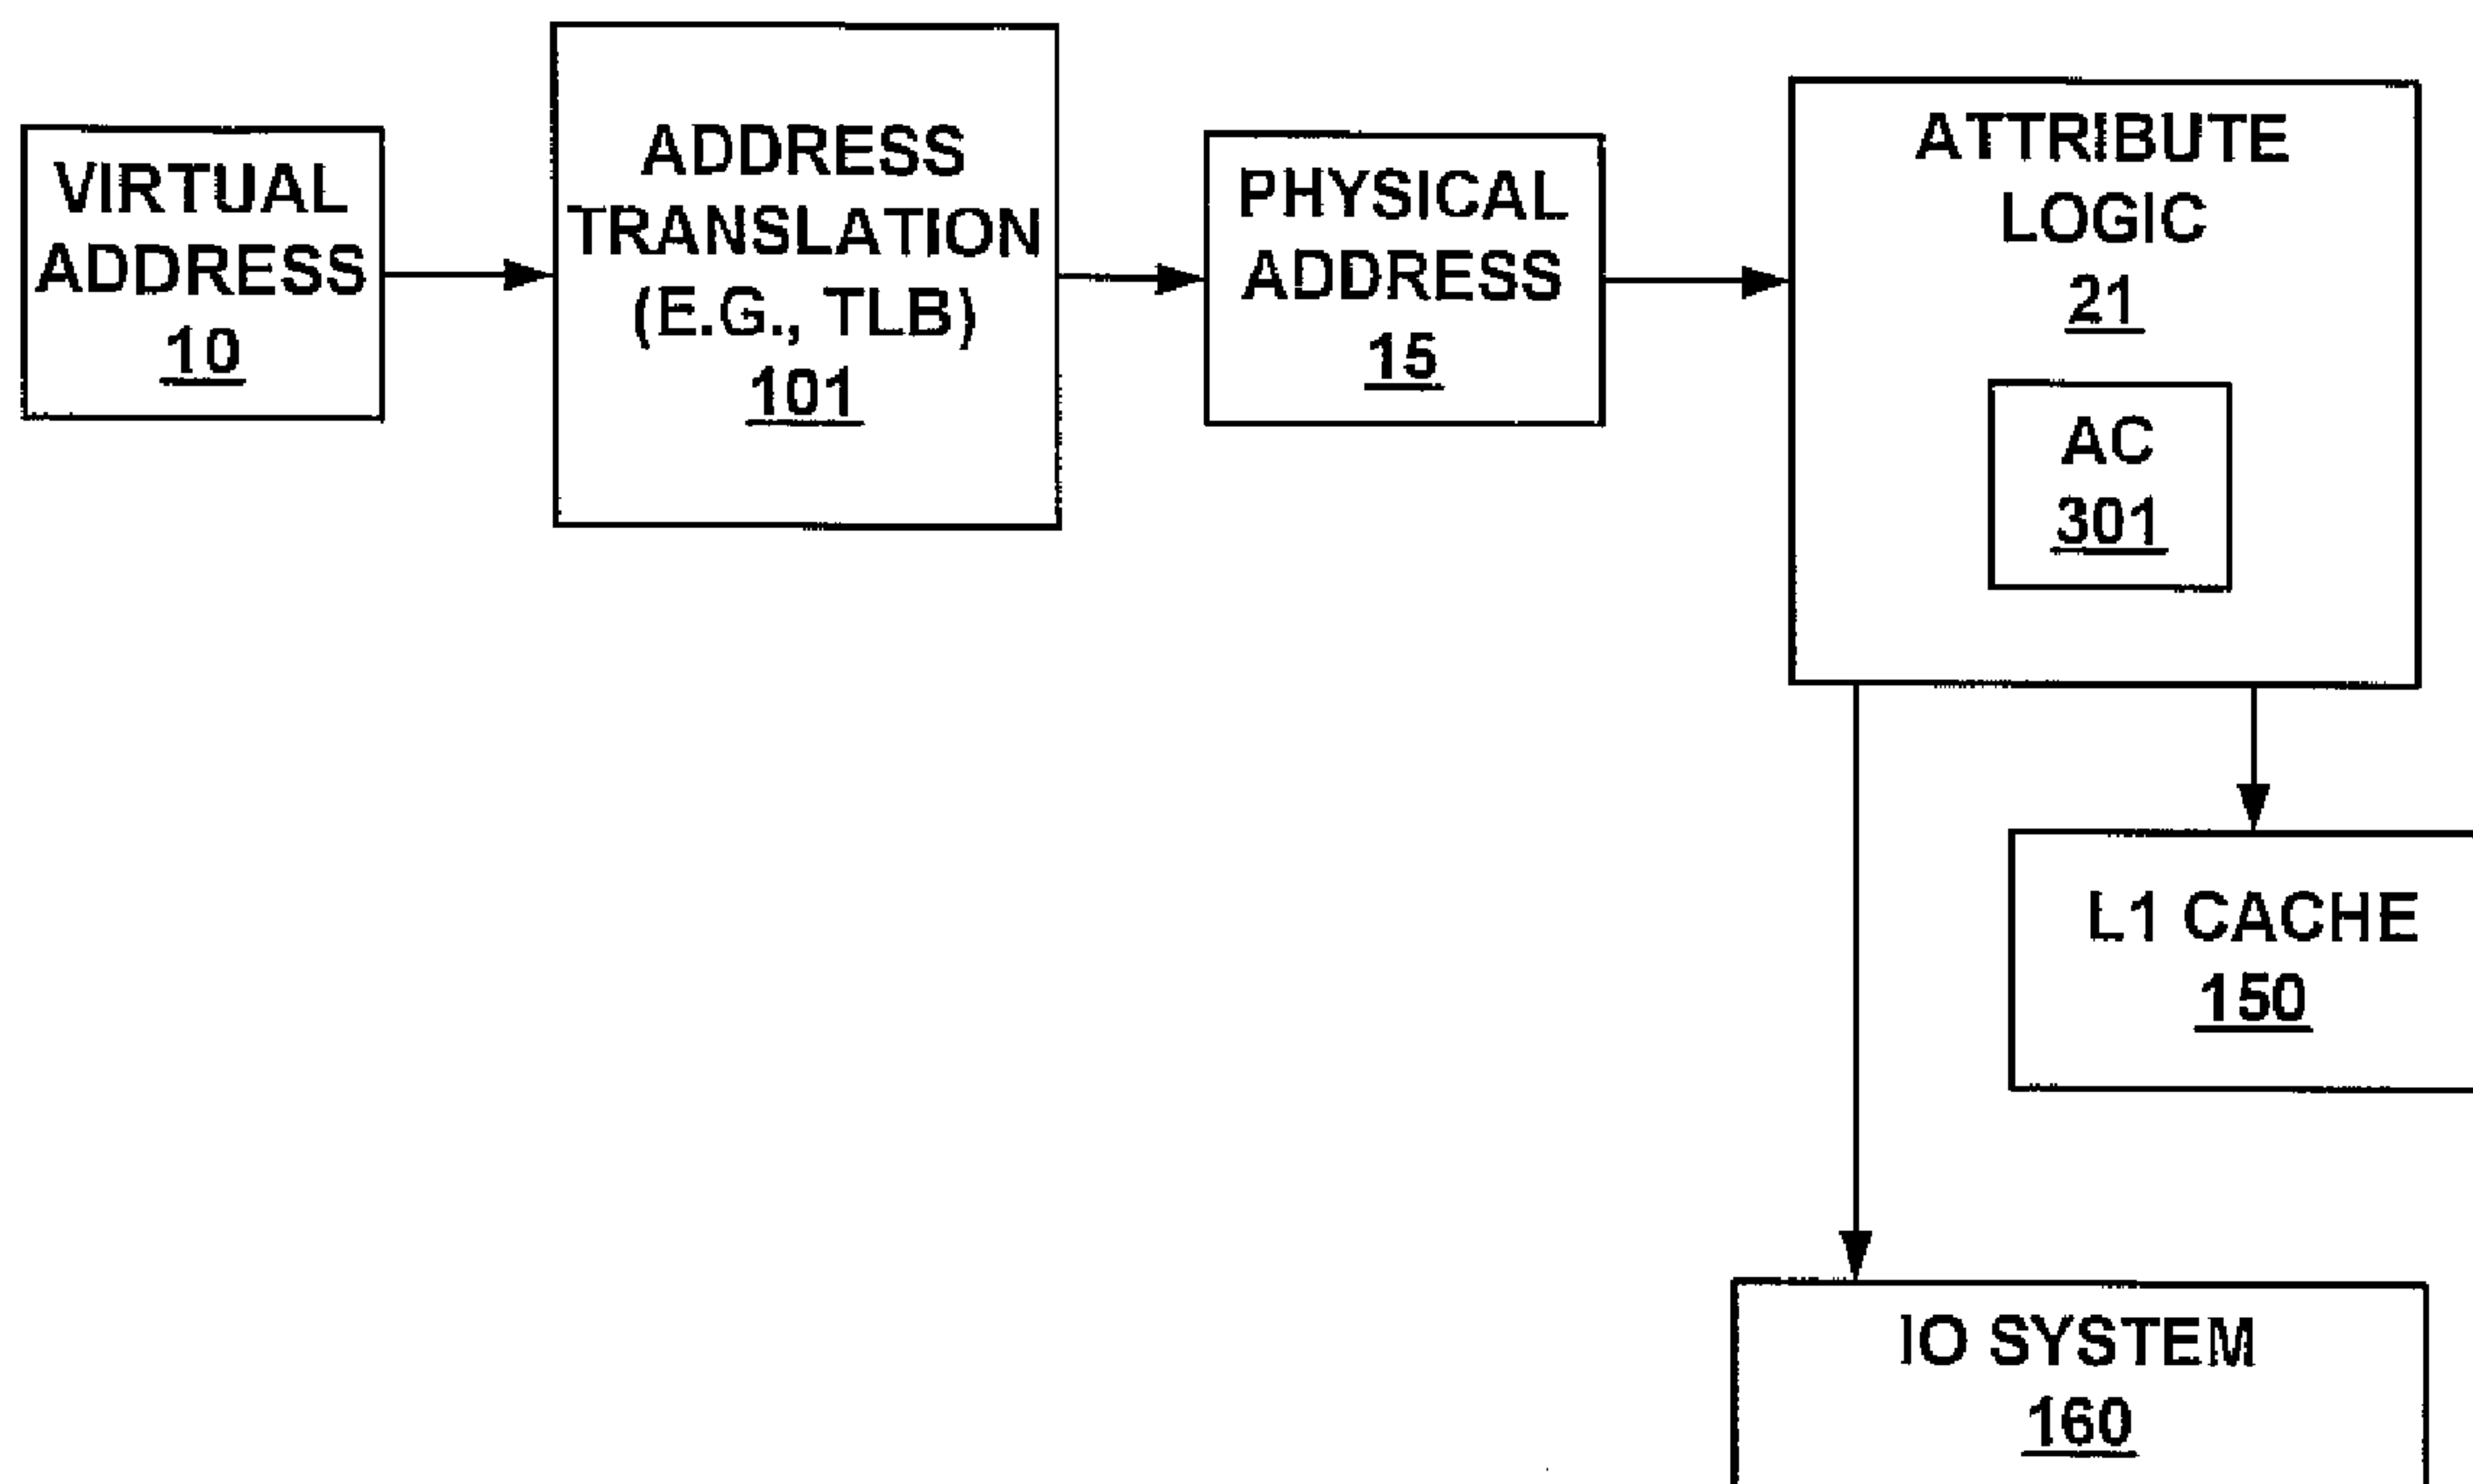 VIRTUAL
ADDRESS
10
ADDRESS
TRANSLATION
(E.G., TLB)
101
PHYSICAL
ADDRESS
15
ATTRIBUTE
LOGIC
21
AC
301
L1 CACHE
150
IO SYSTEM
160